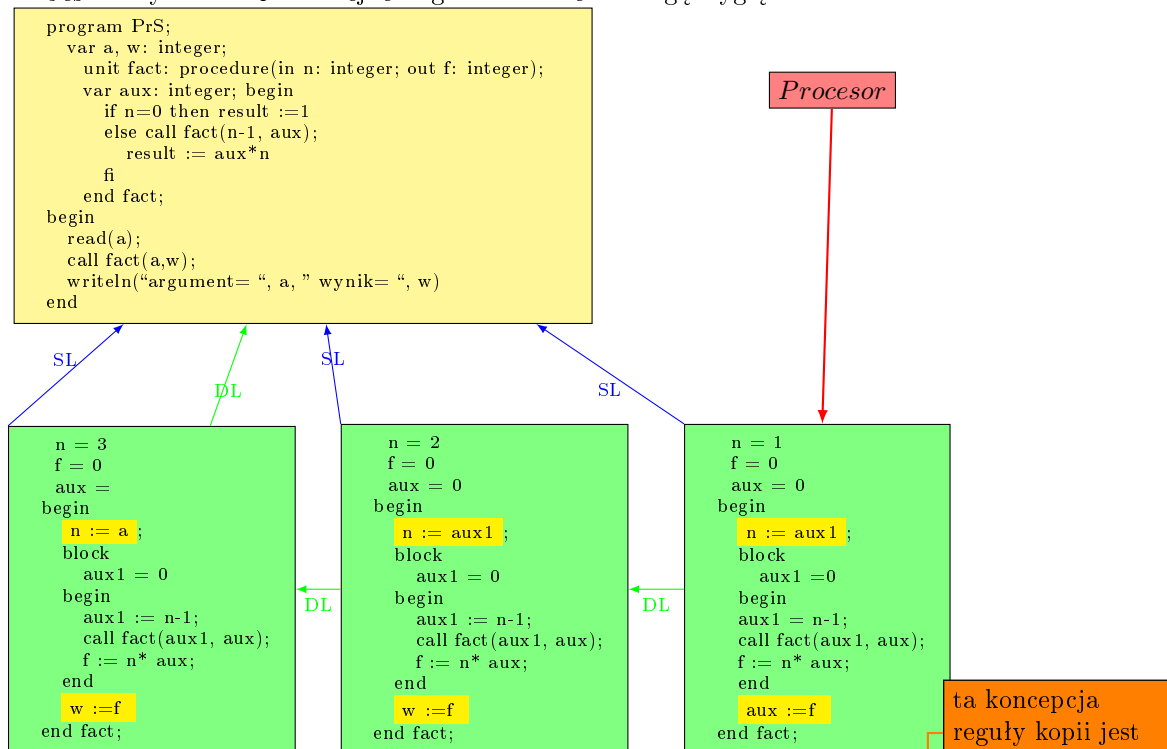 program PrS;
var a, w: integer;
unit fact: procedure(in n: integer; out f: integer);
var aux: integer; begin
if n=0 then result :=1
else call fact(n-1, aux);
result := aux*n
fi
end fact;
begin
read(a);
call fact(a,w);
writeln(“argument= “, a, ” wynik= “, w)
end
Procesor
SL
DL
SL
SL
n = 3
f = 0
aux =
begin
n := a ;
block
aux1 = 0
begin
aux1 := n-1;
call fact(aux1, aux);
f := n* aux;
end
w :=f
end fact;
DL
n = 2
f = 0
aux = 0
begin
n := aux1 ;
block
aux1 = 0
begin
aux1 := n-1;
call fact(aux1, aux);
f := n* aux;
end
w :=f
end fact;
DL
n = 1
f = 0
aux = 0
begin
n := aux1 ;
block
aux1 =0
begin
aux1 = n-1;
call fact(aux1, aux);
f := n* aux;
end
aux :=f
end fact;
ta koncepcja
reguły kopii jest